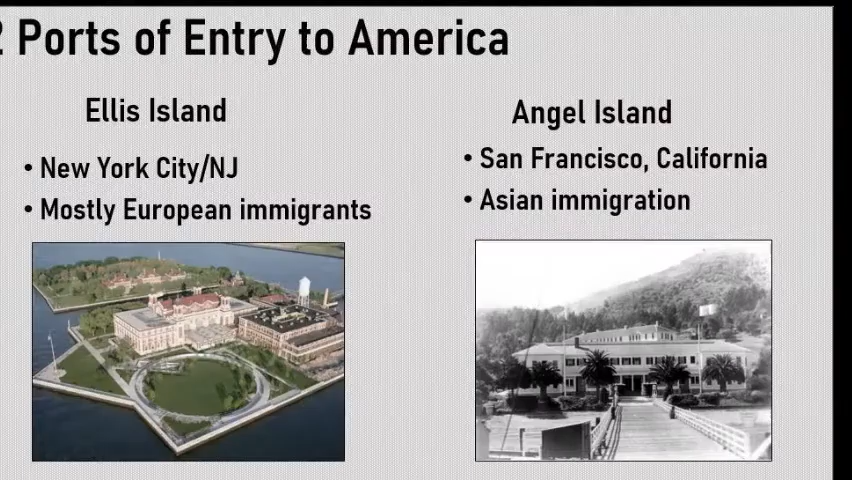 2 Ports of Entry to America
Ellis Island
• New York City/NJ
• Mostly European immigrants
Angel Island
• San Francisco, California
• Asian immigration